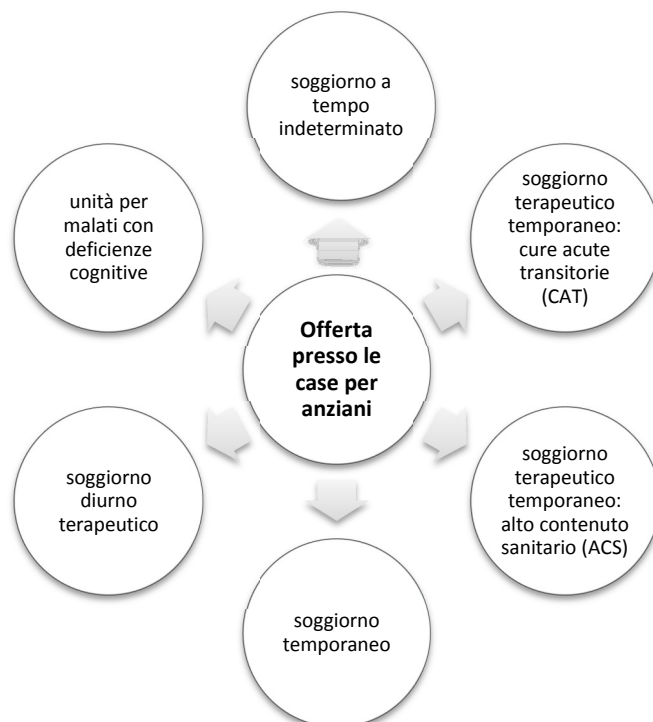 soggiorno a
tempo
indeterminato
unità per
malati con
deficienze
cognitive
soggiorno
terapeutico
temporaneo:
cure acute
transitorie
(CAT)
Offerta
presso le
case per
anziani
soggiorno
diurno
terapeutico
soggiorno
terapeutico
temporaneo:
alto contenuto
sanitario (ACS)
soggiorno
temporaneo